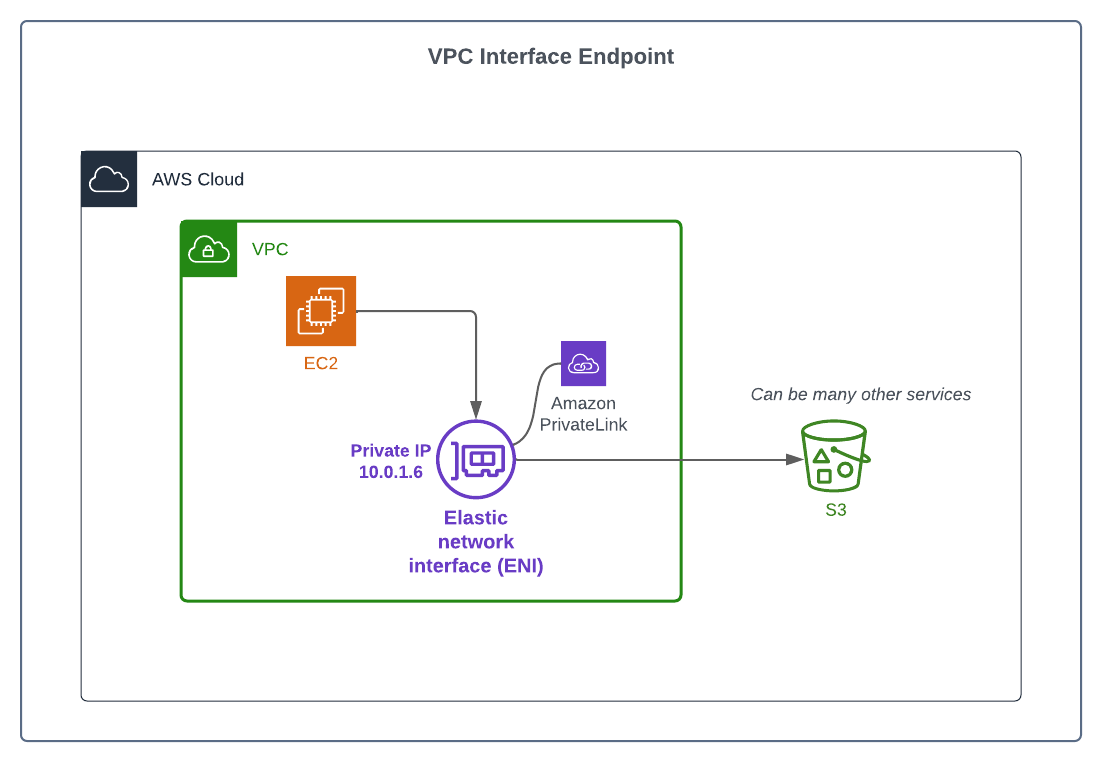 VPC Interface Endpoint
AWS Cloud
VPC
EC2
Amazon
PrivateLink
Can be many other services
Private IP
10.0.1.6
Elastic
network
interface (ENI)
S3